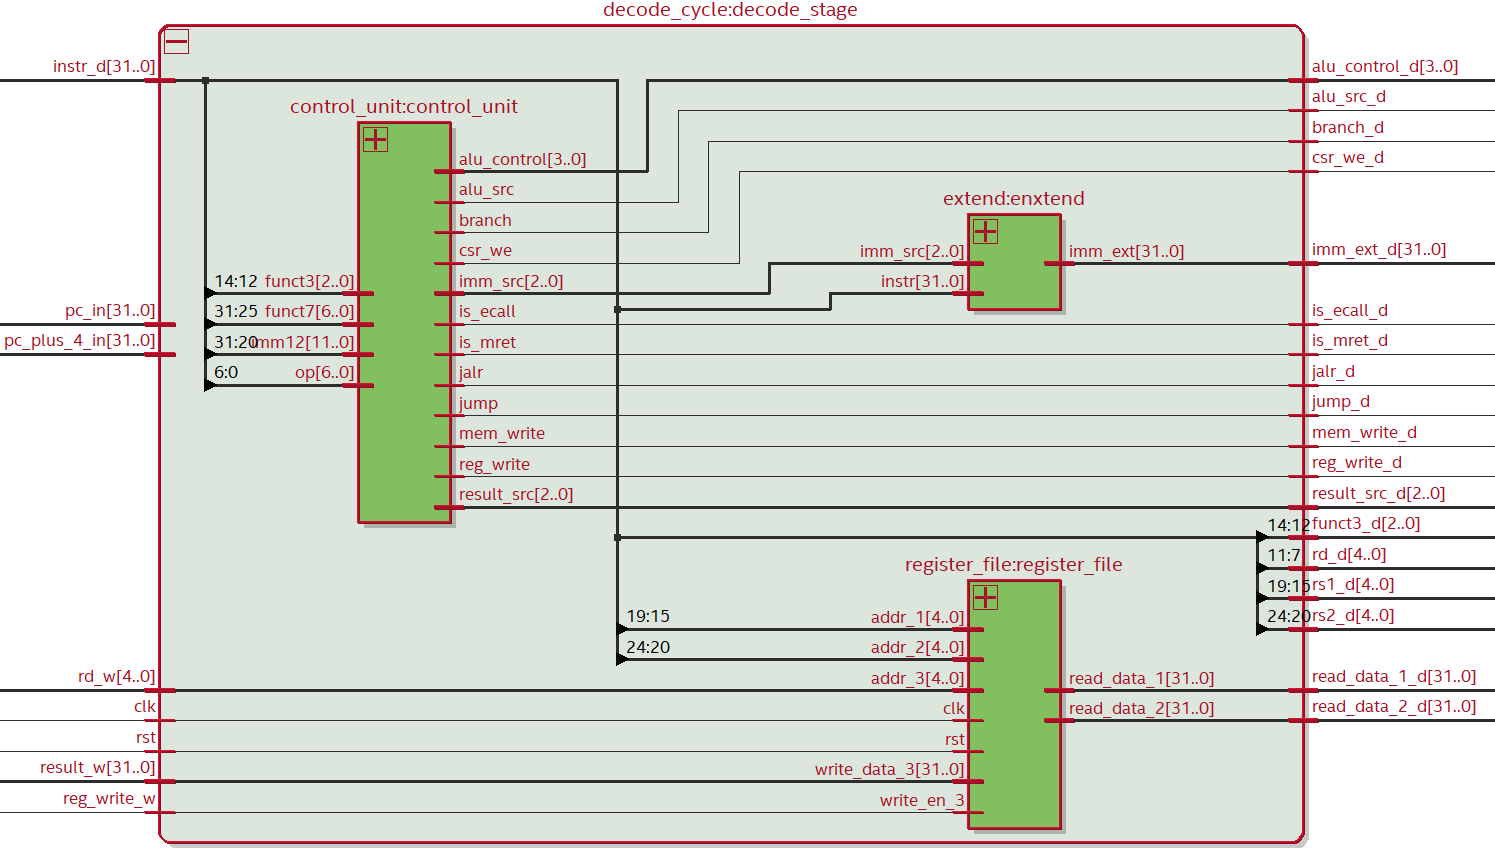 decode_cycle:decode_stage
instr_d[31..0]
pc_in[31..0]
pc_plus_4_in[31..0]
rd_w[4..0]
clk
rst
result_w[31..0]
reg_write_w
control_unit:control_unit
14:12 funct3[2..0]
31:25 funct7[6..0]
31:20 imm12[11..0]
6:0 op[6..0]
alu_control[3..0]
alu_src
branch
csr_we
imm_src[2..0]
is_ecall
is_mret
jalr
jump
mem_write
reg_write
result_src[2..0]
extend:enxtend
imm_src[2..0]
instr[31..0]
imm_ext[31..0]
register_file:register_file
19:15 addr_1[4..0]
24:20 addr_2[4..0]
addr_3[4..0]
clk
rst
write_data_3[31..0]
write_en_3
read_data_1[31..0]
read_data_2[31..0]
alu_control_d[3..0]
alu_src_d
branch_d
csr_we_d
imm_ext_d[31..0]
is_ecall_d
is_mret_d
jalr_d
jump_d
mem_write_d
reg_write_d
result_src_d[2..0]
14:12 funct3_d[2..0]
11:7 rd_d[4..0]
19:15 rs1_d[4..0]
24:20 rs2_d[4..0]
read_data_1_d[31..0]
read_data_2_d[31..0]